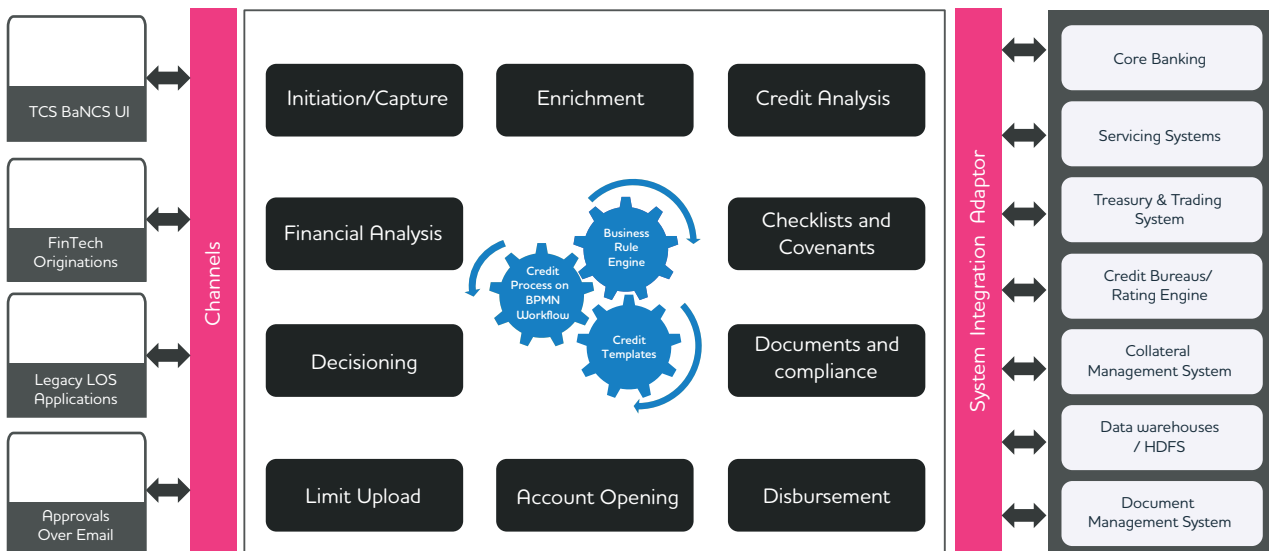 TCS BaNCS UI
FinTech
Originations
Legacy LOS
Applications
Approvals
Over Email
Channels
Initiation/Capture
Enrichment
Credit Analysis
Financial Analysis
Business
Rule
Engine
Checklists and
Covenants
Credit
Process on
BPMN
Workflow
Decisioning
Credit
Templates
Documents and
compliance
Limit Upload
Account Opening
Disbursement
System Integration Adaptor
Core Banking
Servicing Systems
Treasury & Trading
System
Credit Bureaus/
Rating Engine
Collateral
Management System
Data warehouses
/ HDFS
Document
Management System